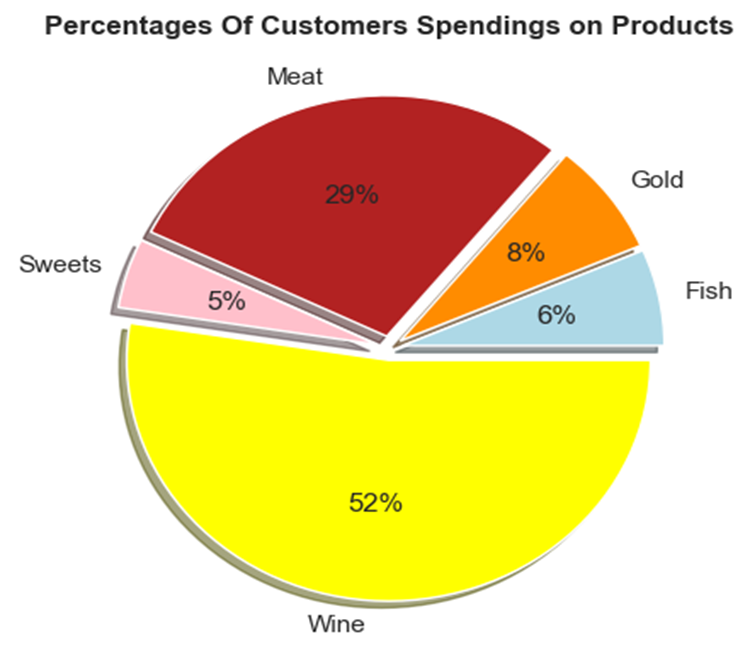 Percentages Of Customers Spendings on Products
Meat
Gold
29%
8%
Sweets
Fish
5%
6%
52%
Wine